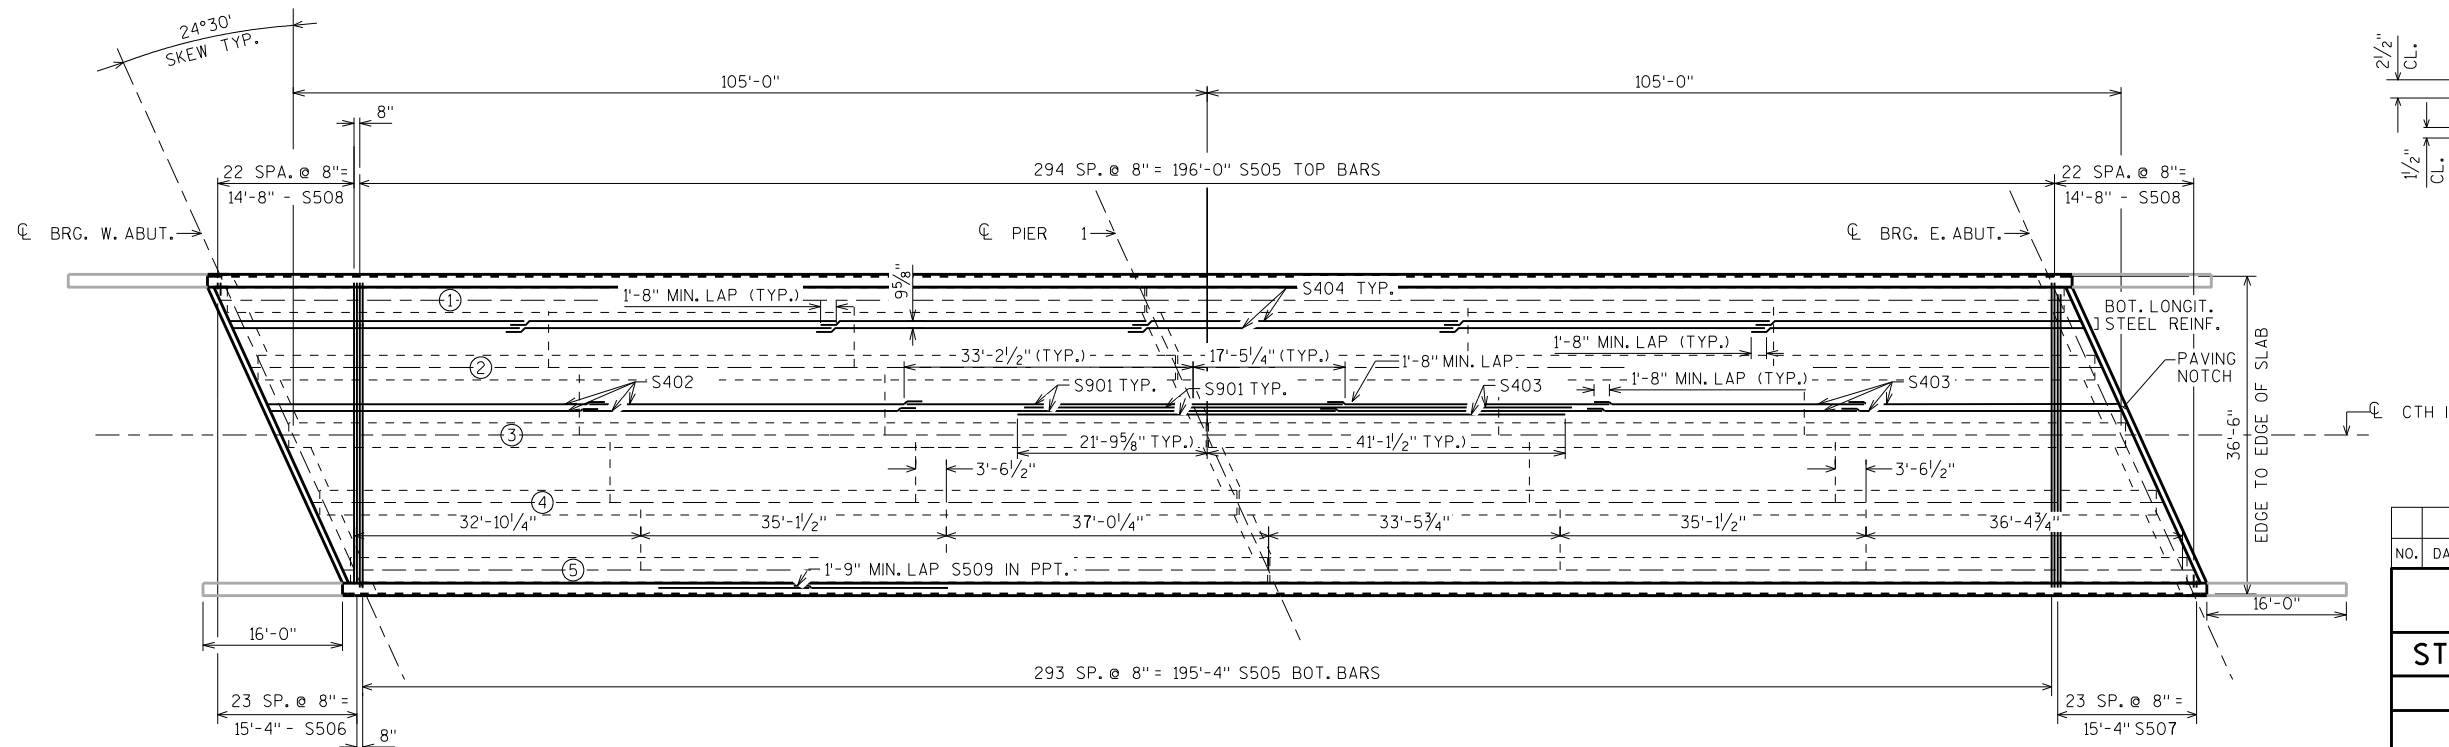 24°30'
SKEW TYP.
2½"
CL.
1½"
CL.
105'-0"
105'-0"
8"
22 SPA. @ 8"=
14'-8" - S508
294 SP. @ 8" = 196'-0" S505 TOP BARS
22 SPA. @ 8"=
14'-8" - S508
℄ BRG. W. ABUT.
℄ PIER 1
℄ BRG. E. ABUT.
1
1'-8" MIN. LAP (TYP.)
9⅝"
S404 TYP.
BOT. LONGIT.
STEEL REINF.
2
33'-2½" (TYP.)
17'-5¼" (TYP.)
1'-8" MIN. LAP
1'-8" MIN. LAP (TYP.)
PAVING
NOTCH
S402
S901 TYP.
S901 TYP.
S403
1'-8" MIN. LAP (TYP.)
S403
℄ CTH I
3
21'-9⅝" TYP.)
41'-1½" TYP.)
36'-6"
EDGE TO EDGE OF SLAB
3'-6½"
3'-6½"
4
32'-10¼"
35'-1½"
37'-0¼"
33'-5¾"
35'-1½"
36'-4¾"
5
1'-9" MIN. LAP S509 IN PPT.
NO. DA
16'-0"
16'-0"
ST
23 SP. @ 8" =
15'-4" - S506
8"
293 SP. @ 8" = 195'-4" S505 BOT. BARS
23 SP. @ 8" =
15'-4" S507